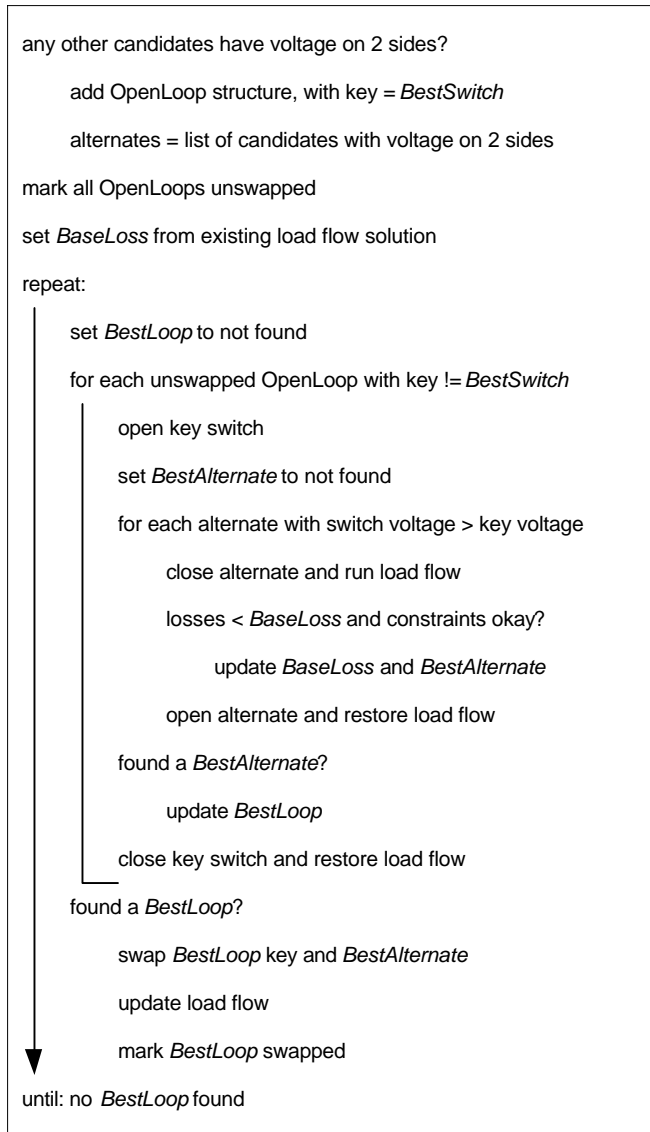 any other candidates have voltage on 2 sides?
add OpenLoop structure, with key = BestSwitch
alternates = list of candidates with voltage on 2 sides
mark all OpenLoops unswapped
set BaseLoss from existing load flow solution
repeat:
set BestLoop to not found
for each unswapped OpenLoop with key != BestSwitch
open key switch
set BestAlternate to not found
for each alternate with switch voltage > key voltage
close alternate and run load flow
losses < BaseLoss and constraints okay?
update BaseLoss and BestAlternate
open alternate and restore load flow
found a BestAlternate?
update BestLoop
close key switch and restore load flow
found a BestLoop?
swap BestLoop key and BestAlternate
update load flow
mark BestLoop swapped
until: no BestLoop found